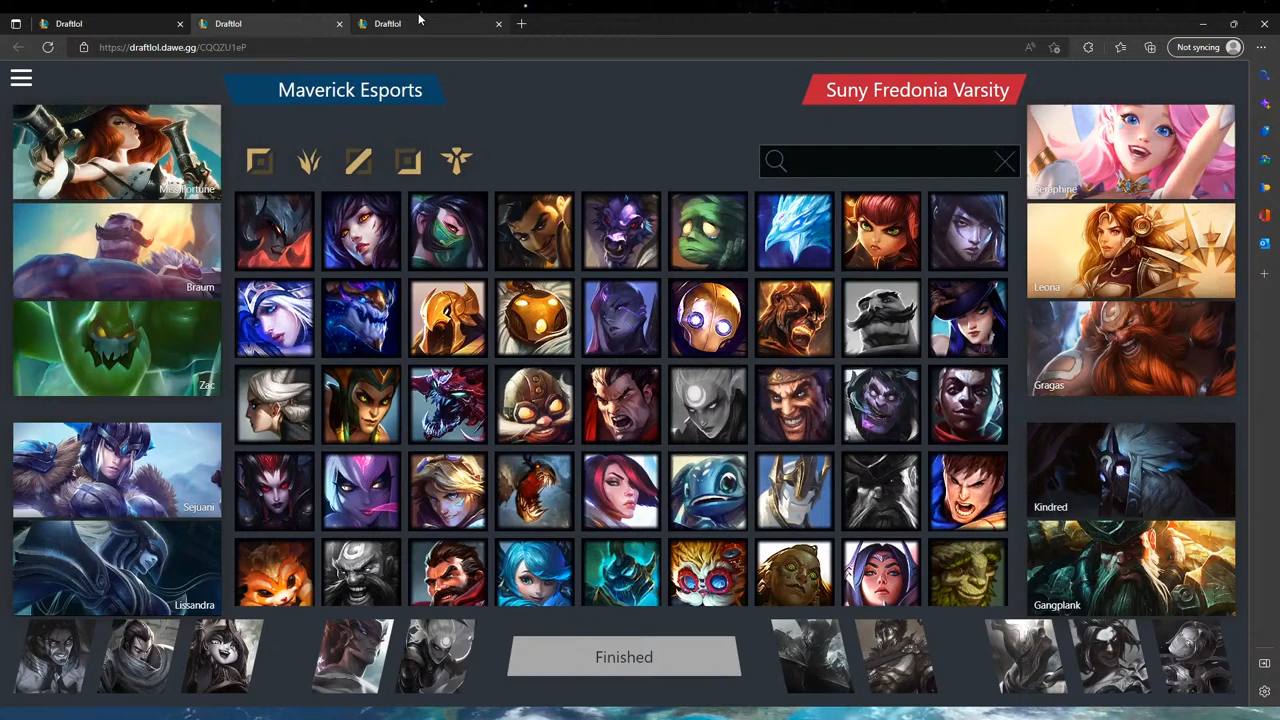 Draftlol
Draftlol
Draftlol
https://draftlol.dawe.gg/CQQZU1eP
Not syncing
Maverick Esports
Suny Fredonia Varsity
Miss Fortune
Braum
Zac
Sejuani
Lissandra
Seraphine
Leona
Gragas
Kindred
Gangplank
Finished